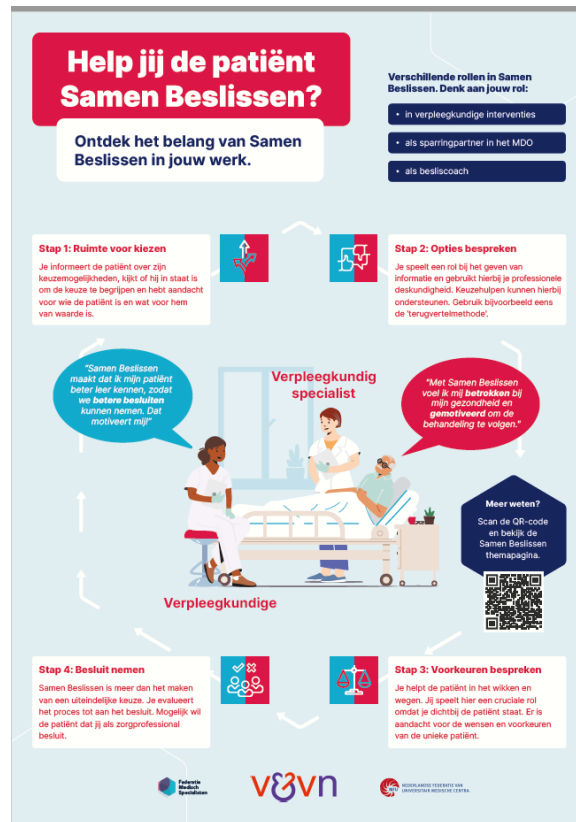 Help jij de patiënt
Samen Beslissen?
Ontdek het belang van Samen
Beslissen in jouw werk.
Verschillende rollen in Samen
Beslissen. Denk aan jouw rol:
• in verpleegkundige interventies
• als sparringpartner in het MDO
• als besliscoach
Stap 1: Ruimte voor kiezen
Je informeert de patiënt over zijn
keuzemogelijkheden, kijkt of hij in staat is
om de keuze te begrijpen en hebt aandacht
voor wie de patiënt is en wat voor hem
van waarde is.
Stap 2: Opties bespreken
Je speelt een rol bij het geven van
informatie en gebruikt hierbij je professionele
deskundigheid. Keuzehulpen kunnen hierbij
ondersteunen. Gebruik bijvoorbeeld eens
de 'terugvertelmethode'.
"Samen Beslissen
maakt dat ik mijn patiënt
beter leer kennen, zodat
we betere besluiten
kunnen nemen. Dat
motiveert mij!"
Verpleegkundig
specialist
"Met Samen Beslissen
voel ik mij betrokken bij
mijn gezondheid en
gemotiveerd om de
behandeling te volgen."
Meer weten?
Scan de QR-code
en bekijk de
Samen Beslissen
themapagina.
Verpleegkundige
Stap 4: Besluit nemen
Samen Beslissen is meer dan het maken
van een uiteindelijke keuze. Je evalueert
het proces tot aan het besluit. Mogelijk wil
de patiënt dat jij als zorgprofessional
besluit.
Stap 3: Voorkeuren bespreken
Je helpt de patiënt in het wikken en
wegen. Jij speelt hier een cruciale rol
omdat je dichtbij de patiënt staat. Er is
aandacht voor de wensen en voorkeuren
van de unieke patiënt.
Federatie
Medisch
Specialisten
v&vn
nfu
NEDERLANDSE FEDERATIE VAN
UNIVERSITAIR MEDISCHE CENTRA